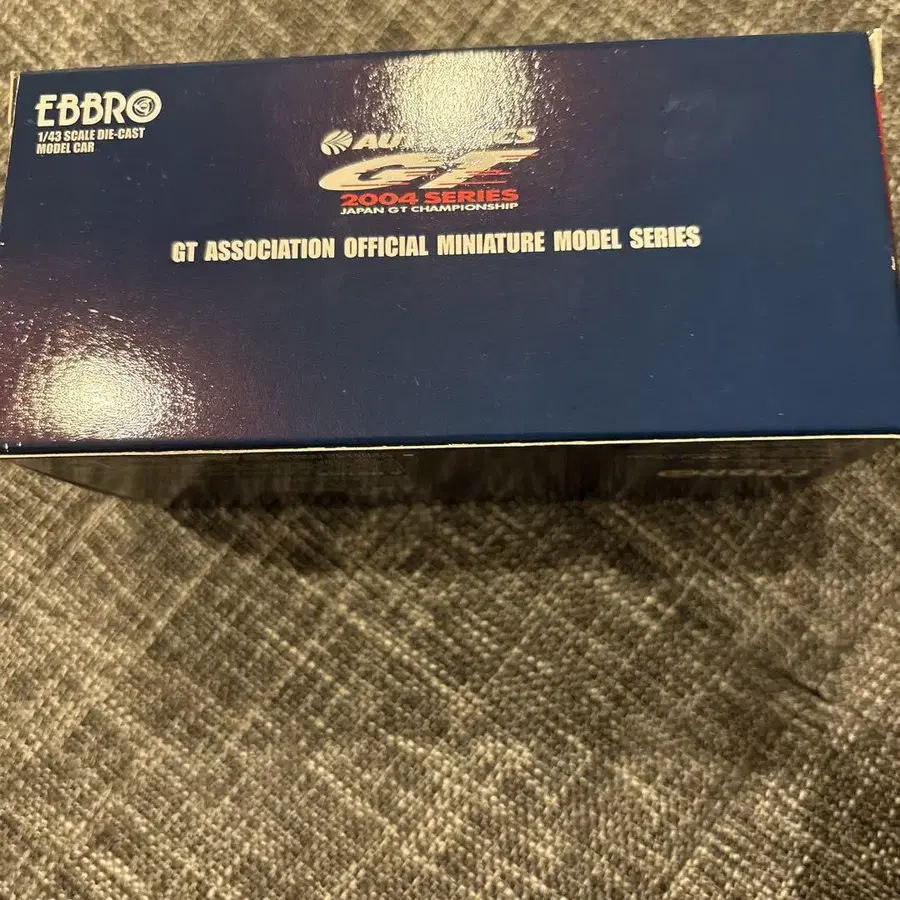 EBBRO
1/43 SCALE DIE-CAST
MODEL CAR
GT
2004 SERIES
JAPAN GT CHAMPIONSHIP
GT ASSOCIATION OFFICIAL MINIATURE MODEL SERIES